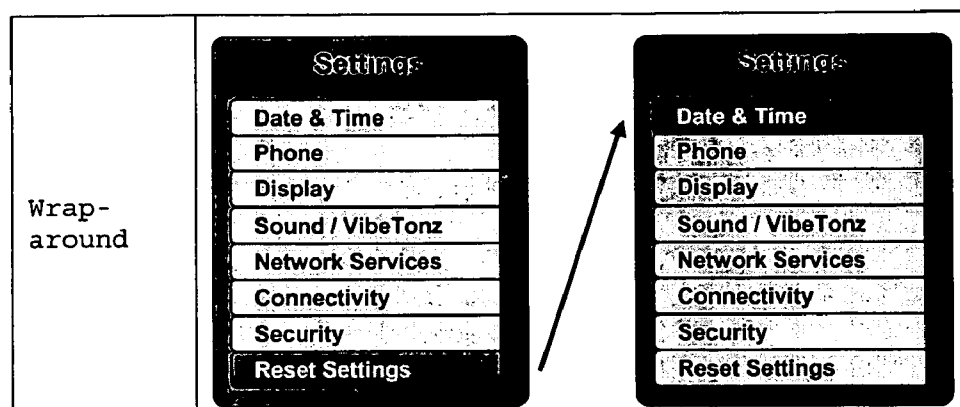 Wrap-
around
Settings
Date & Time
Phone
Display
Sound / VibeTonz
Network Services
Connectivity
Security
Reset Settings
Settings
Date & Time
Phone
Display
Sound / VibeTonz
Network Services
Connectivity
Security
Reset Settings